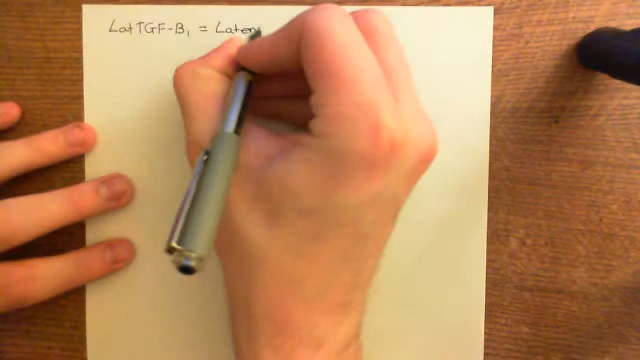 LatTGF-B₁ = Laten